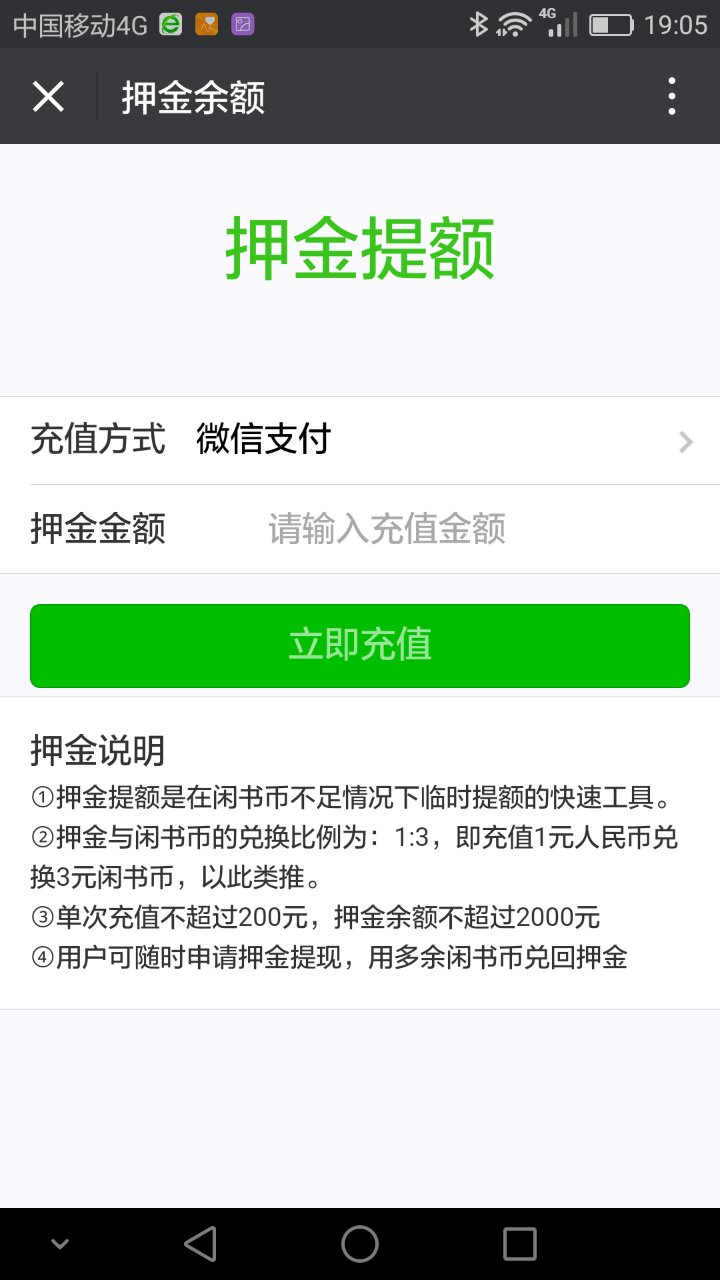 中国移动4G 4G 19:05
押金余额
押金提额
充值方式 微信支付
押金金额 请输入充值金额
立即充值
押金说明
①押金提额是在闲书币不足情况下临时提额的快速工具。
②押金与闲书币的兑换比例为：1:3，即充值1元人民币兑
换3元闲书币，以此类推。
③单次充值不超过200元，押金余额不超过2000元
④用户可随时申请押金提现，用多余闲书币兑回押金